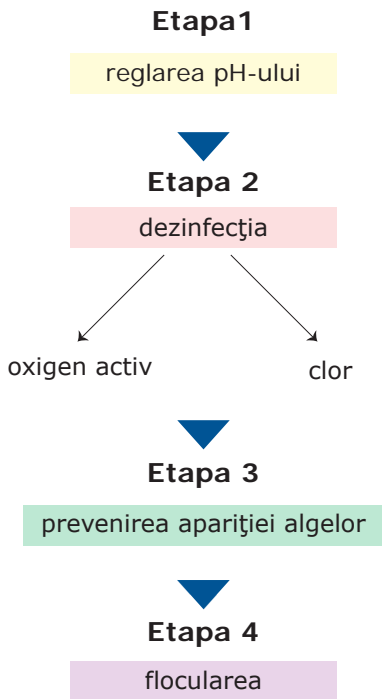 Etapa1
reglarea pH-ului
Etapa 2
dezinfecţia
oxigen activ
clor
Etapa 3
prevenirea apariţiei algelor
Etapa 4
flocularea